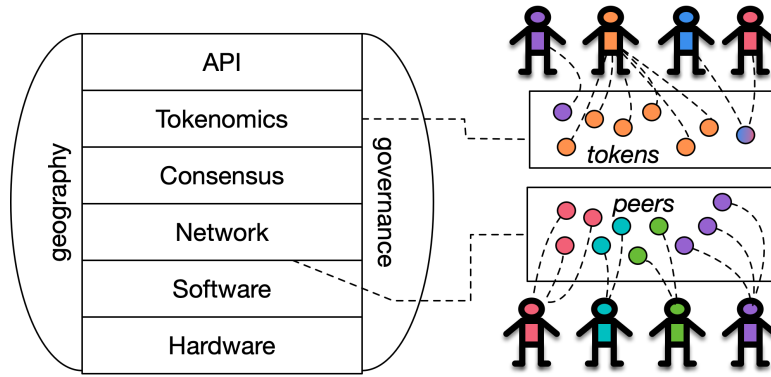 API
Tokenomics
Consensus
Network
Software
Hardware
geography
governance
tokens
peers